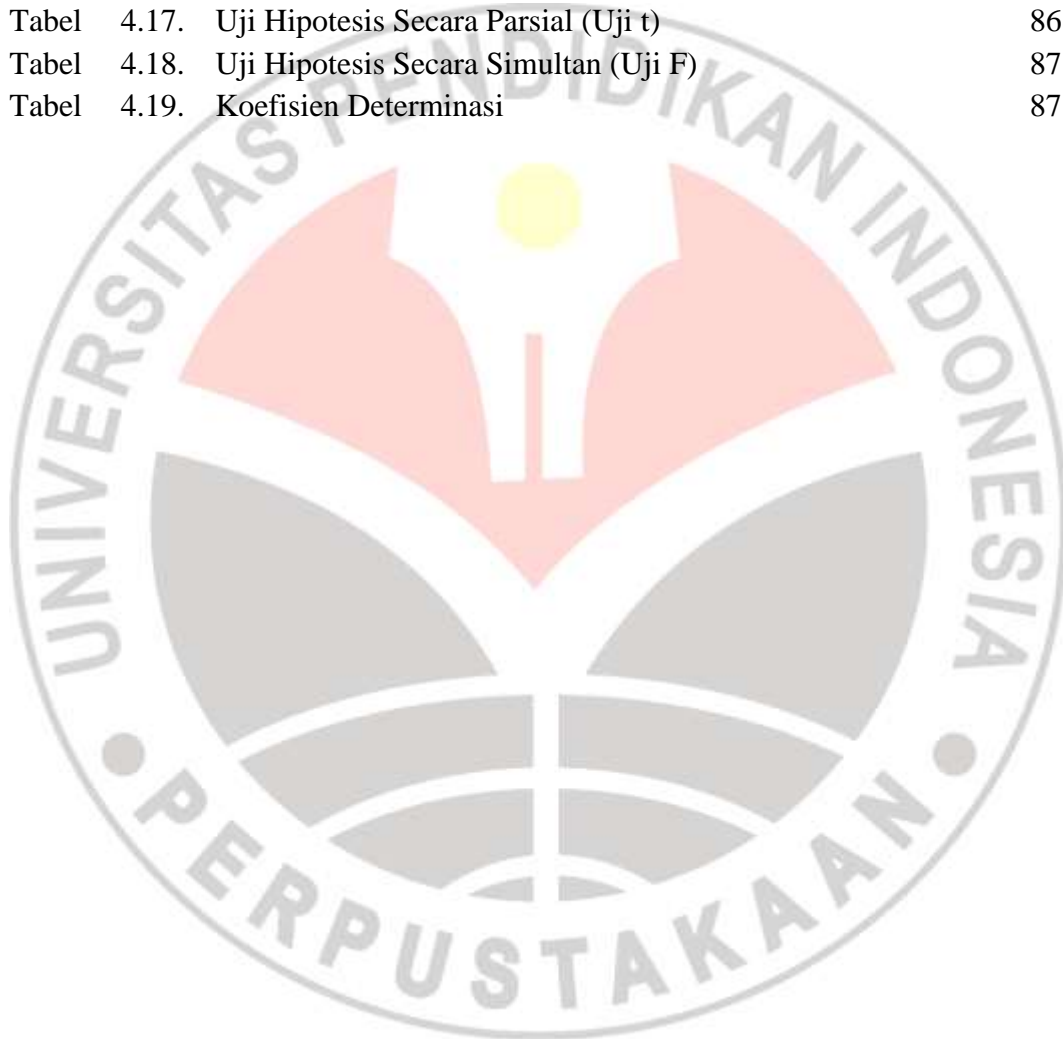 Tabel 4.17. Uji Hipotesis Secara Parsial (Uji t) 86
Tabel 4.18. Uji Hipotesis Secara Simultan (Uji F) 87
Tabel 4.19. Koefisien Determinasi 87
UNIVERSITAS PENDIDIKAN INDONESIA
• PERPUSTAKAAN •